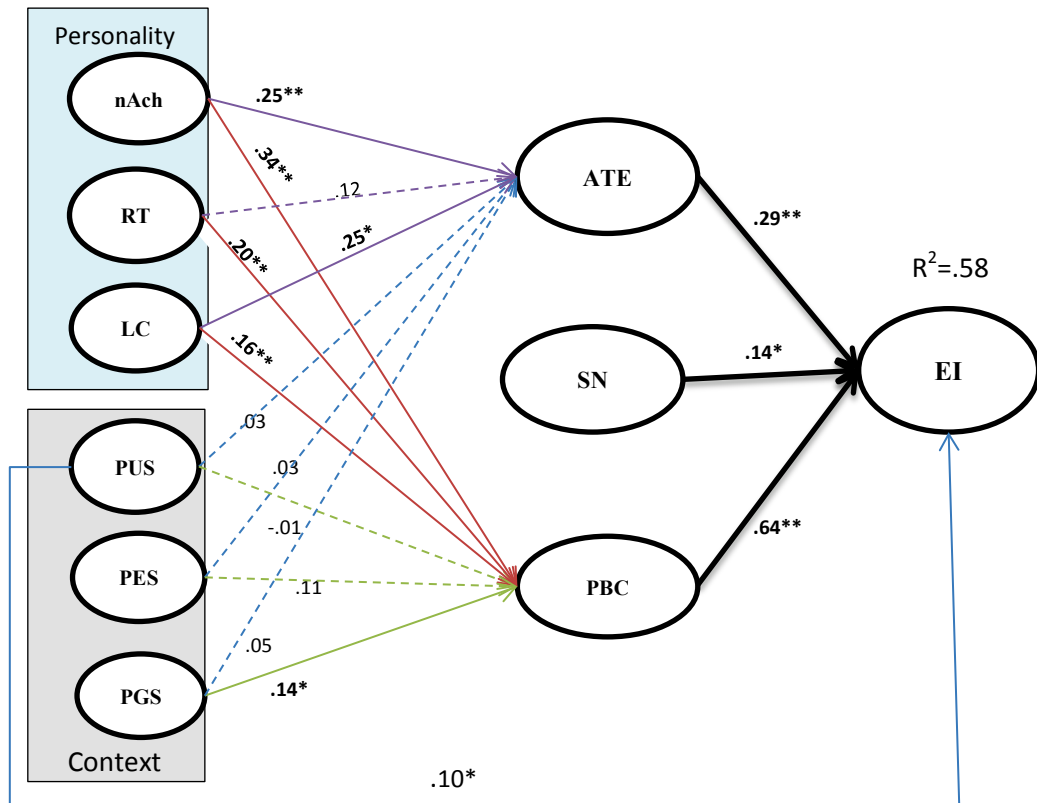 Personality
nAch
RT
LC
PUS
PES
PGS
Context
.25**
.34**
.12
.20**
.25*
.16**
.03
.03
-.01
.11
.05
.14*
ATE
SN
PBC
.29**
.14*
.64**
R²=.58
EI
.10*